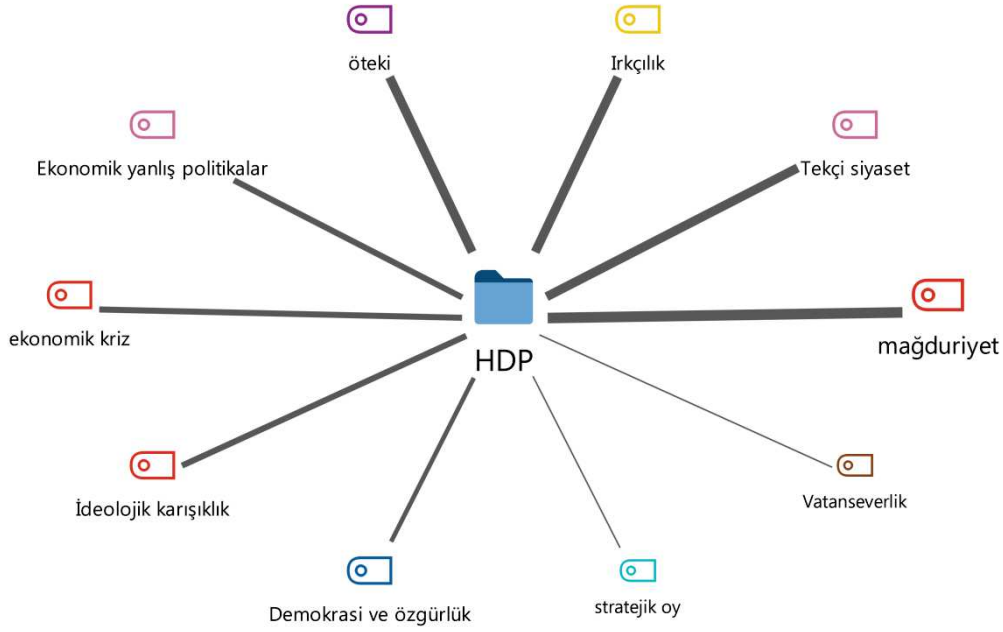 öteki
Irkçılık
Ekonomik yanlış politikalar
Tekçi siyaset
ekonomik kriz
mağduriyet
HDP
İdeolojik karışıklık
Vatanseverlik
Demokrasi ve özgürlük
stratejik oy